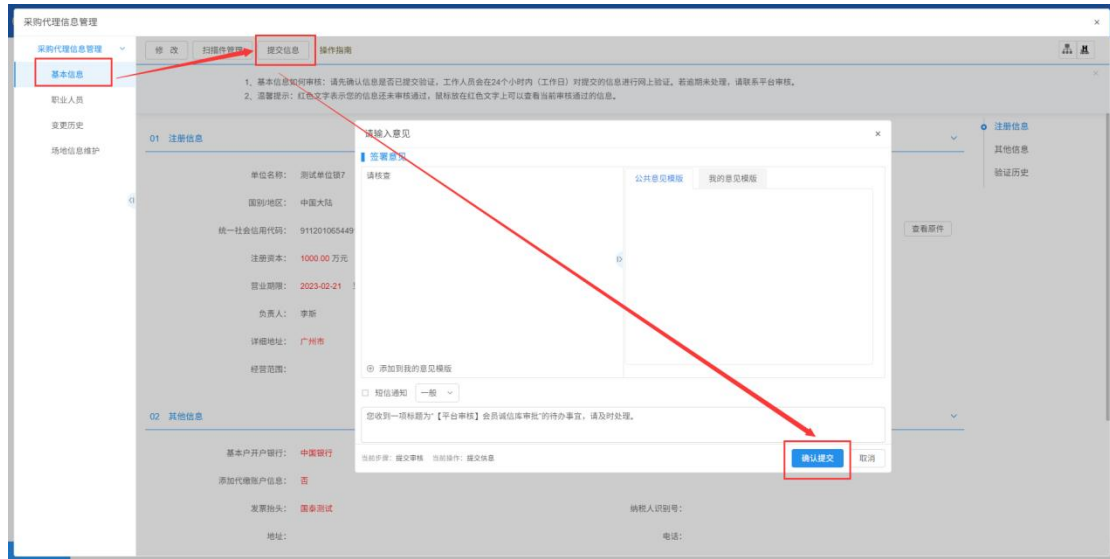 采购代理信息管理
采购代理信息管理
修 改 扫描件管理 提交信息 操作指南
基本信息
职业人员
变更历史
场地信息维护
1、基本信息如何审核：请先确认信息是否已提交验证，工作人员会在24个小时内（工作日）对提交的信息进行网上验证。若逾期未处理，请联系平台审核。
2、温馨提示：红色文字表示您的信息还未审核通过，鼠标放在红色文字上可以查看当前审核通过的信息。
01 注册信息
注册信息
其他信息
验证历史
单位名称： 测试单位锁7
国别/地区： 中国大陆
统一社会信用代码： 911201065449
查看原件
注册资本： 1000.00 万元
营业期限： 2023-02-21
负责人： 李斯
详细地址： 广州市
经营范围：
请输入意见
签署意见
请核查
公共意见模版 我的意见模版
添加到我的意见模版
短信通知 一般
您收到一项标题为“【平台审核】会员诚信库审批”的待办事宜，请及时处理。
当前步骤：提交审核 当前操作：提交信息
确认提交 取消
02 其他信息
基本户开户银行： 中国银行
添加代缴账户信息： 否
发票抬头： 国泰测试
纳税人识别号：
地址：
电话：